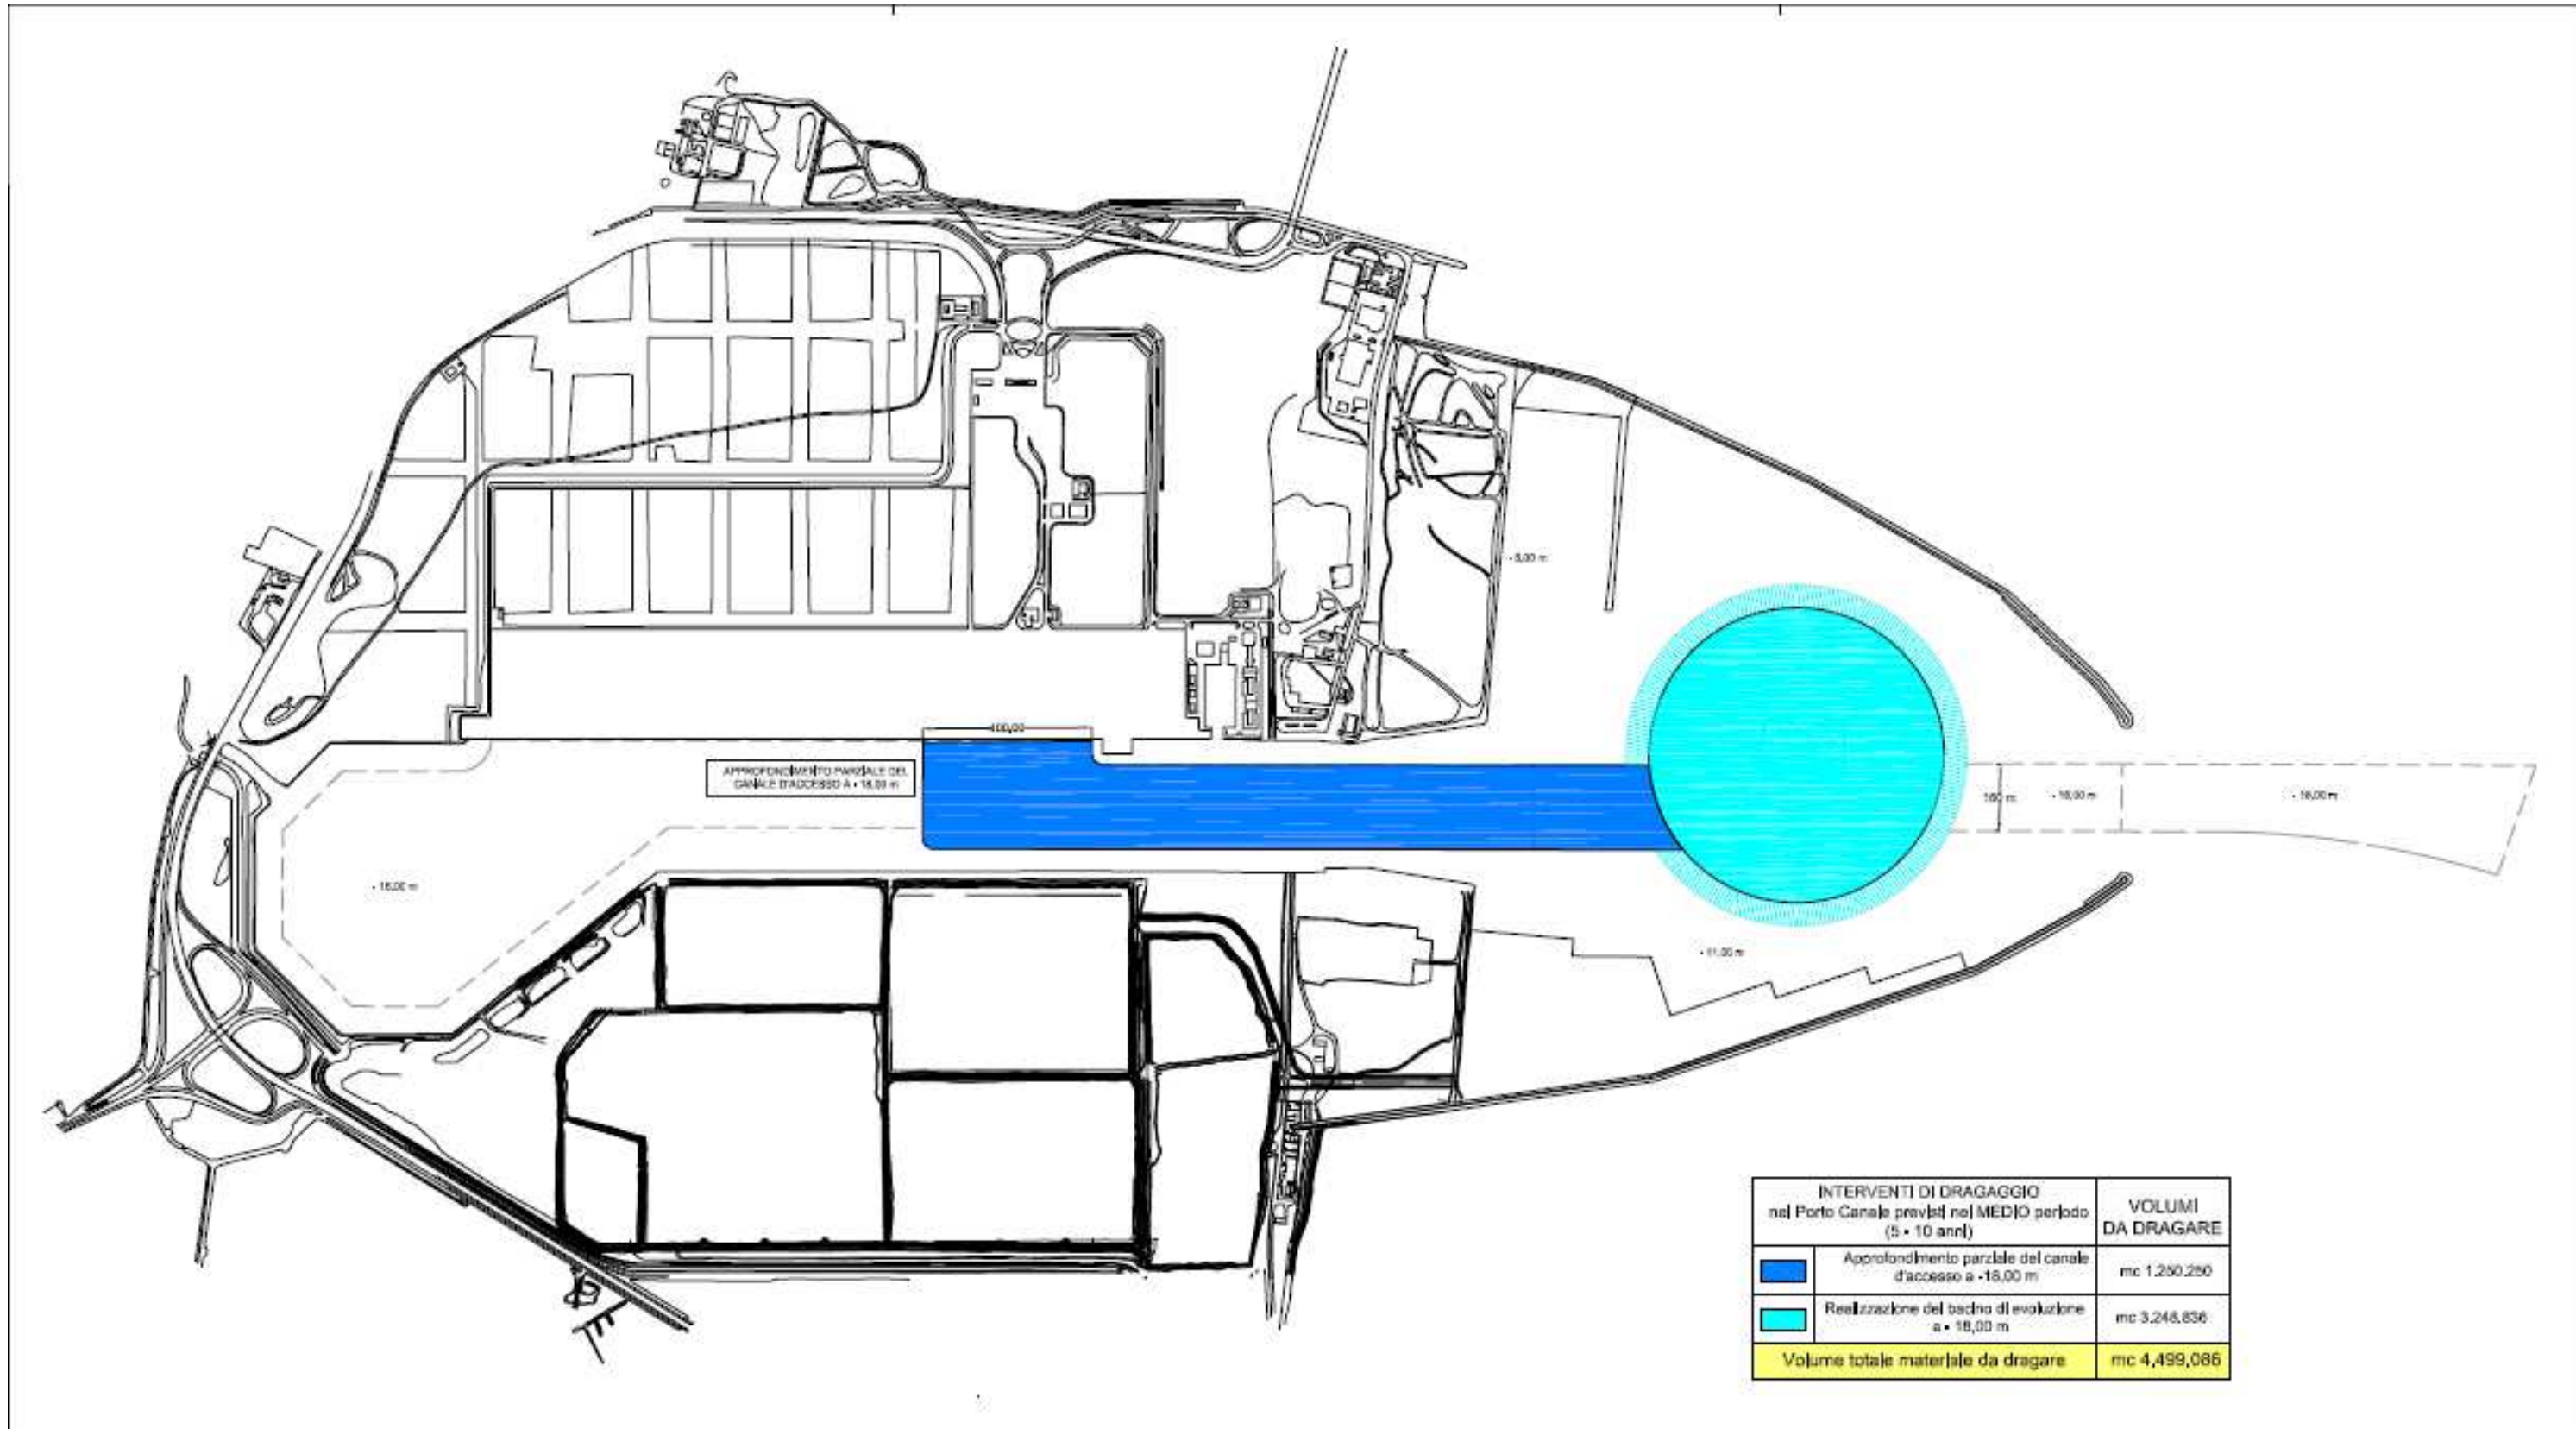 - 5,00 m
400,00
APPROFONDIMENTO PARZIALE DEL
CANALE D'ACCESSO A - 18,00 m
160 m
- 16,00 m
- 18,00 m
- 16,00 m
- 11,00 m
INTERVENTI DI DRAGAGGIO
nel Porto Canale previsti nel MEDIO periodo
(5 - 10 anni)
VOLUMI
DA DRAGARE
Approfondimento parziale del canale
d'accesso a -18,00 m
mc 1,250,250
Realizzazione del bacino di evoluzione
a - 18,00 m
mc 3,248,836
Volume totale materiale da dragare
mc 4,499,086